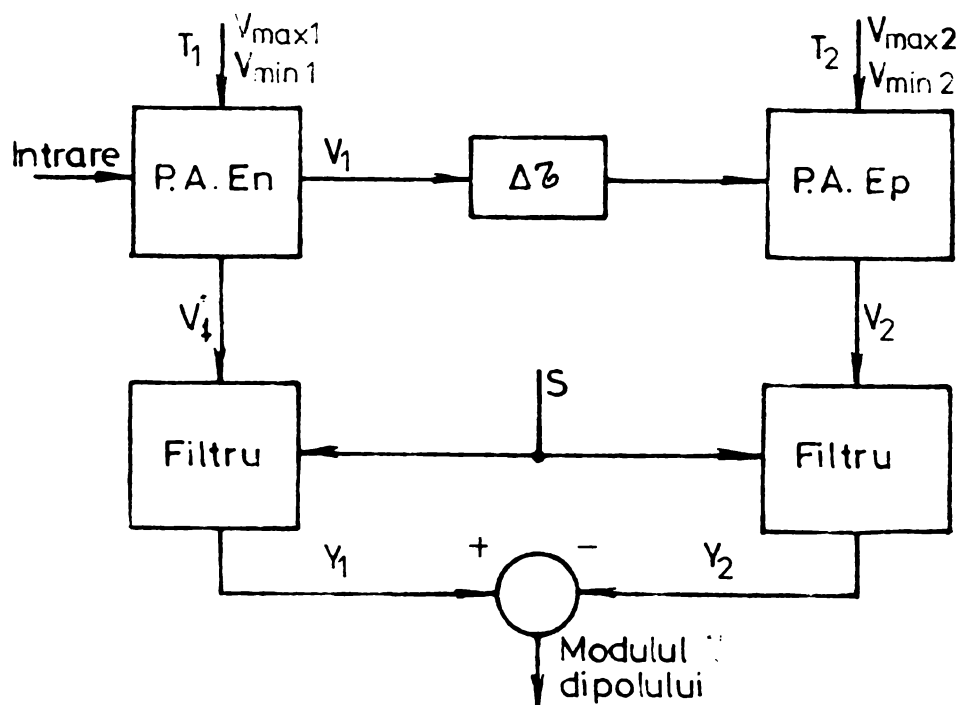 T₁
Vmax1
Vmin1
T₂
Vmax2
Vmin2
Intrare
P.A.En
V₁
Δτ
P.A.Ep
V₁
V₂
S
Filtru
Filtru
Y₁
+
−
Y₂
Modulul
dipolului